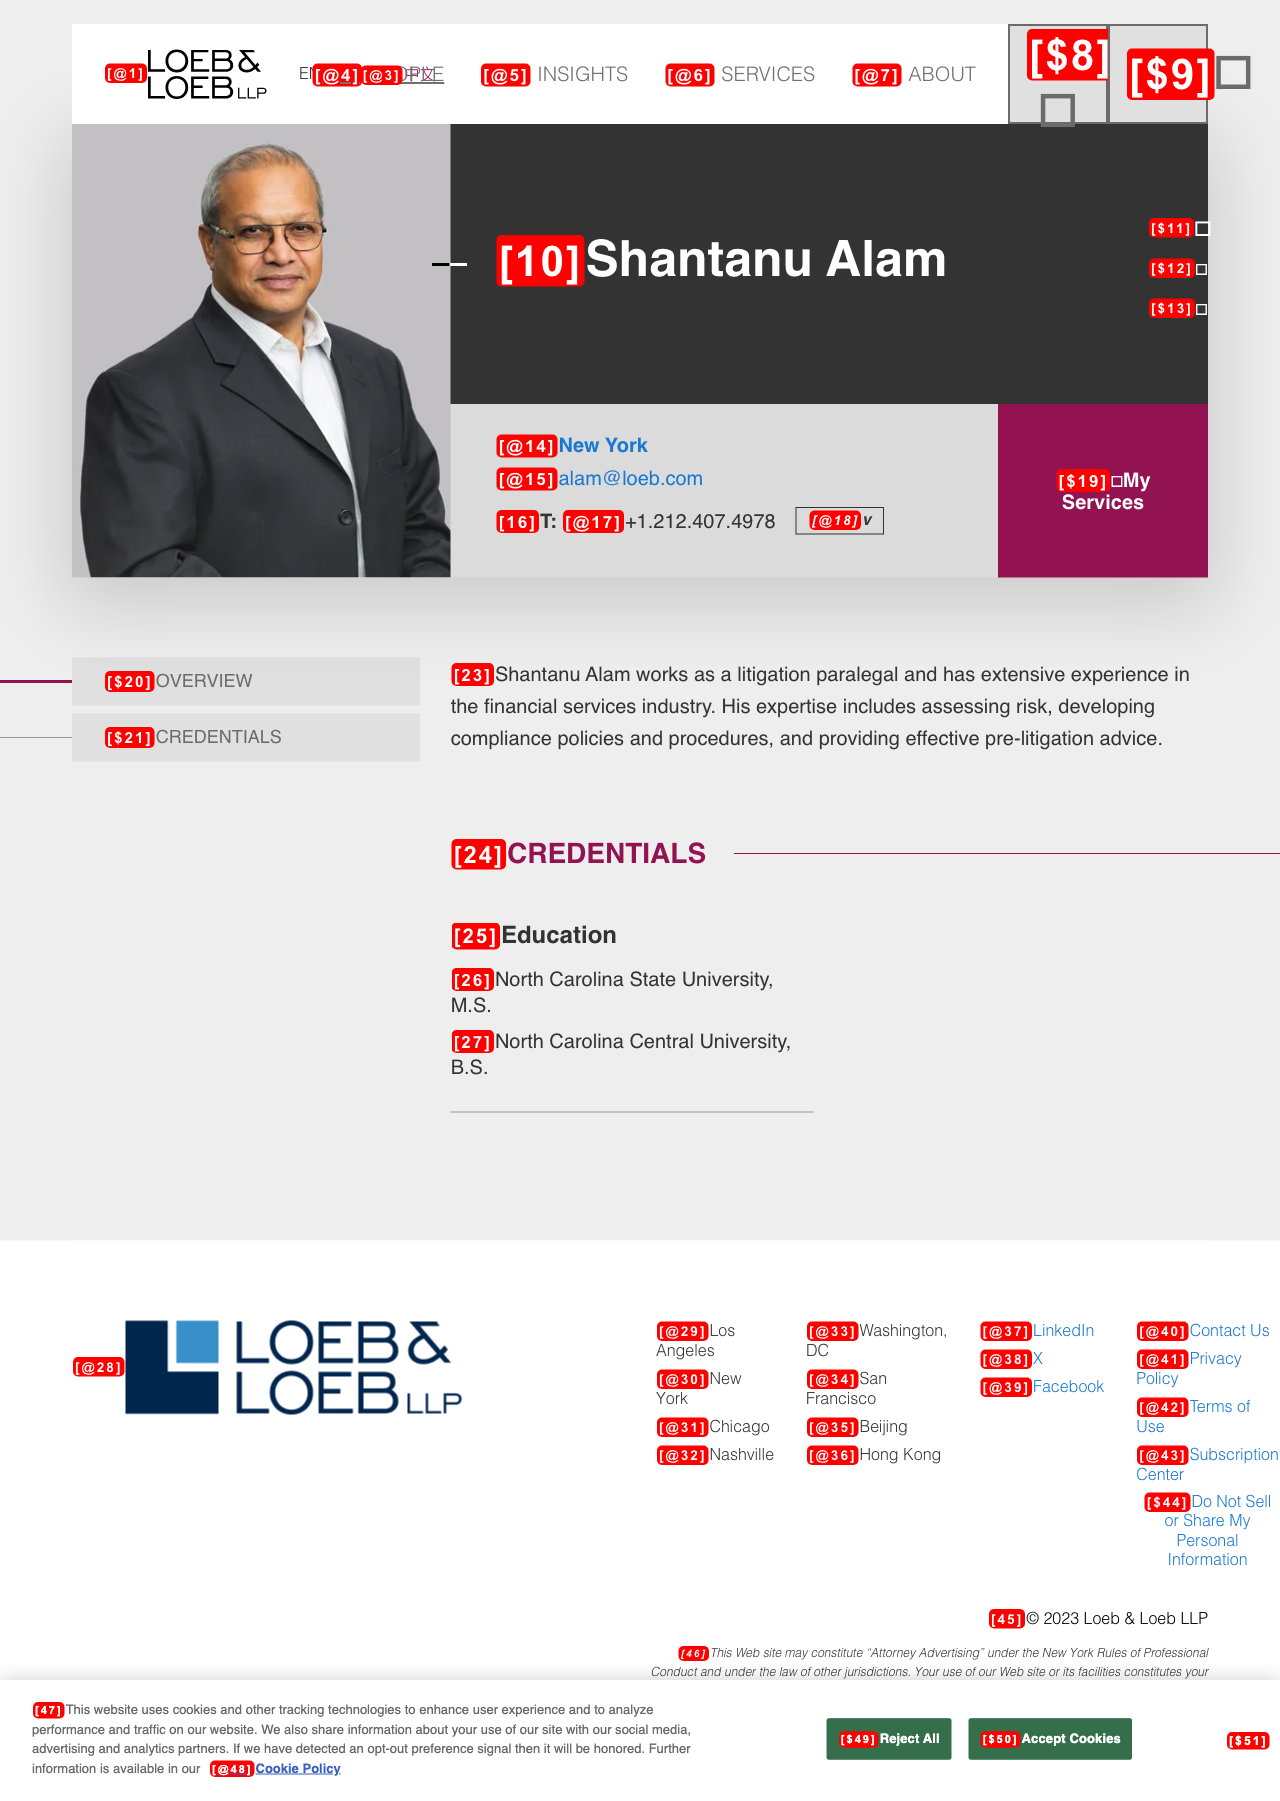 [@1] LOEB & LOEB LLP
[@4] [@3]
[@5] INSIGHTS
[@6] SERVICES
[@7] ABOUT
[$8]
[$9]
[10]Shantanu Alam
[$11]
[$12]
[$13]
[@14]New York
[@15]alam@loeb.com
[16]T: [@17]+1.212.407.4978 [@18]v
[$19]My
Services
[$20]OVERVIEW
[$21]CREDENTIALS
[23]Shantanu Alam works as a litigation paralegal and has extensive experience in
the financial services industry. His expertise includes assessing risk, developing
compliance policies and procedures, and providing effective pre-litigation advice.
[24]CREDENTIALS
[25]Education
[26]North Carolina State University,
M.S.
[27]North Carolina Central University,
B.S.
[@28] LOEB &
LOEB LLP
[@29]Los
Angeles
[@30]New
York
[@31]Chicago
[@32]Nashville
[@33]Washington,
DC
[@34]San
Francisco
[@35]Beijing
[@36]Hong Kong
[@37]LinkedIn
[@38]X
[@39]Facebook
[@40]Contact Us
[@41]Privacy
Policy
[@42]Terms of
Use
[@43]Subscription
Center
[$44]Do Not Sell
or Share My
Personal
Information
[45]© 2023 Loeb & Loeb LLP
[46]This Web site may constitute “Attorney Advertising” under the New York Rules of Professional
Conduct and under the law of other jurisdictions. Your use of our Web site or its facilities constitutes your
[47]This website uses cookies and other tracking technologies to enhance user experience and to analyze
performance and traffic on our website. We also share information about your use of our site with our social media,
advertising and analytics partners. If we have detected an opt-out preference signal then it will be honored. Further
information is available in our [@48]Cookie Policy
[$49]Reject All
[$50]Accept Cookies
[$51]